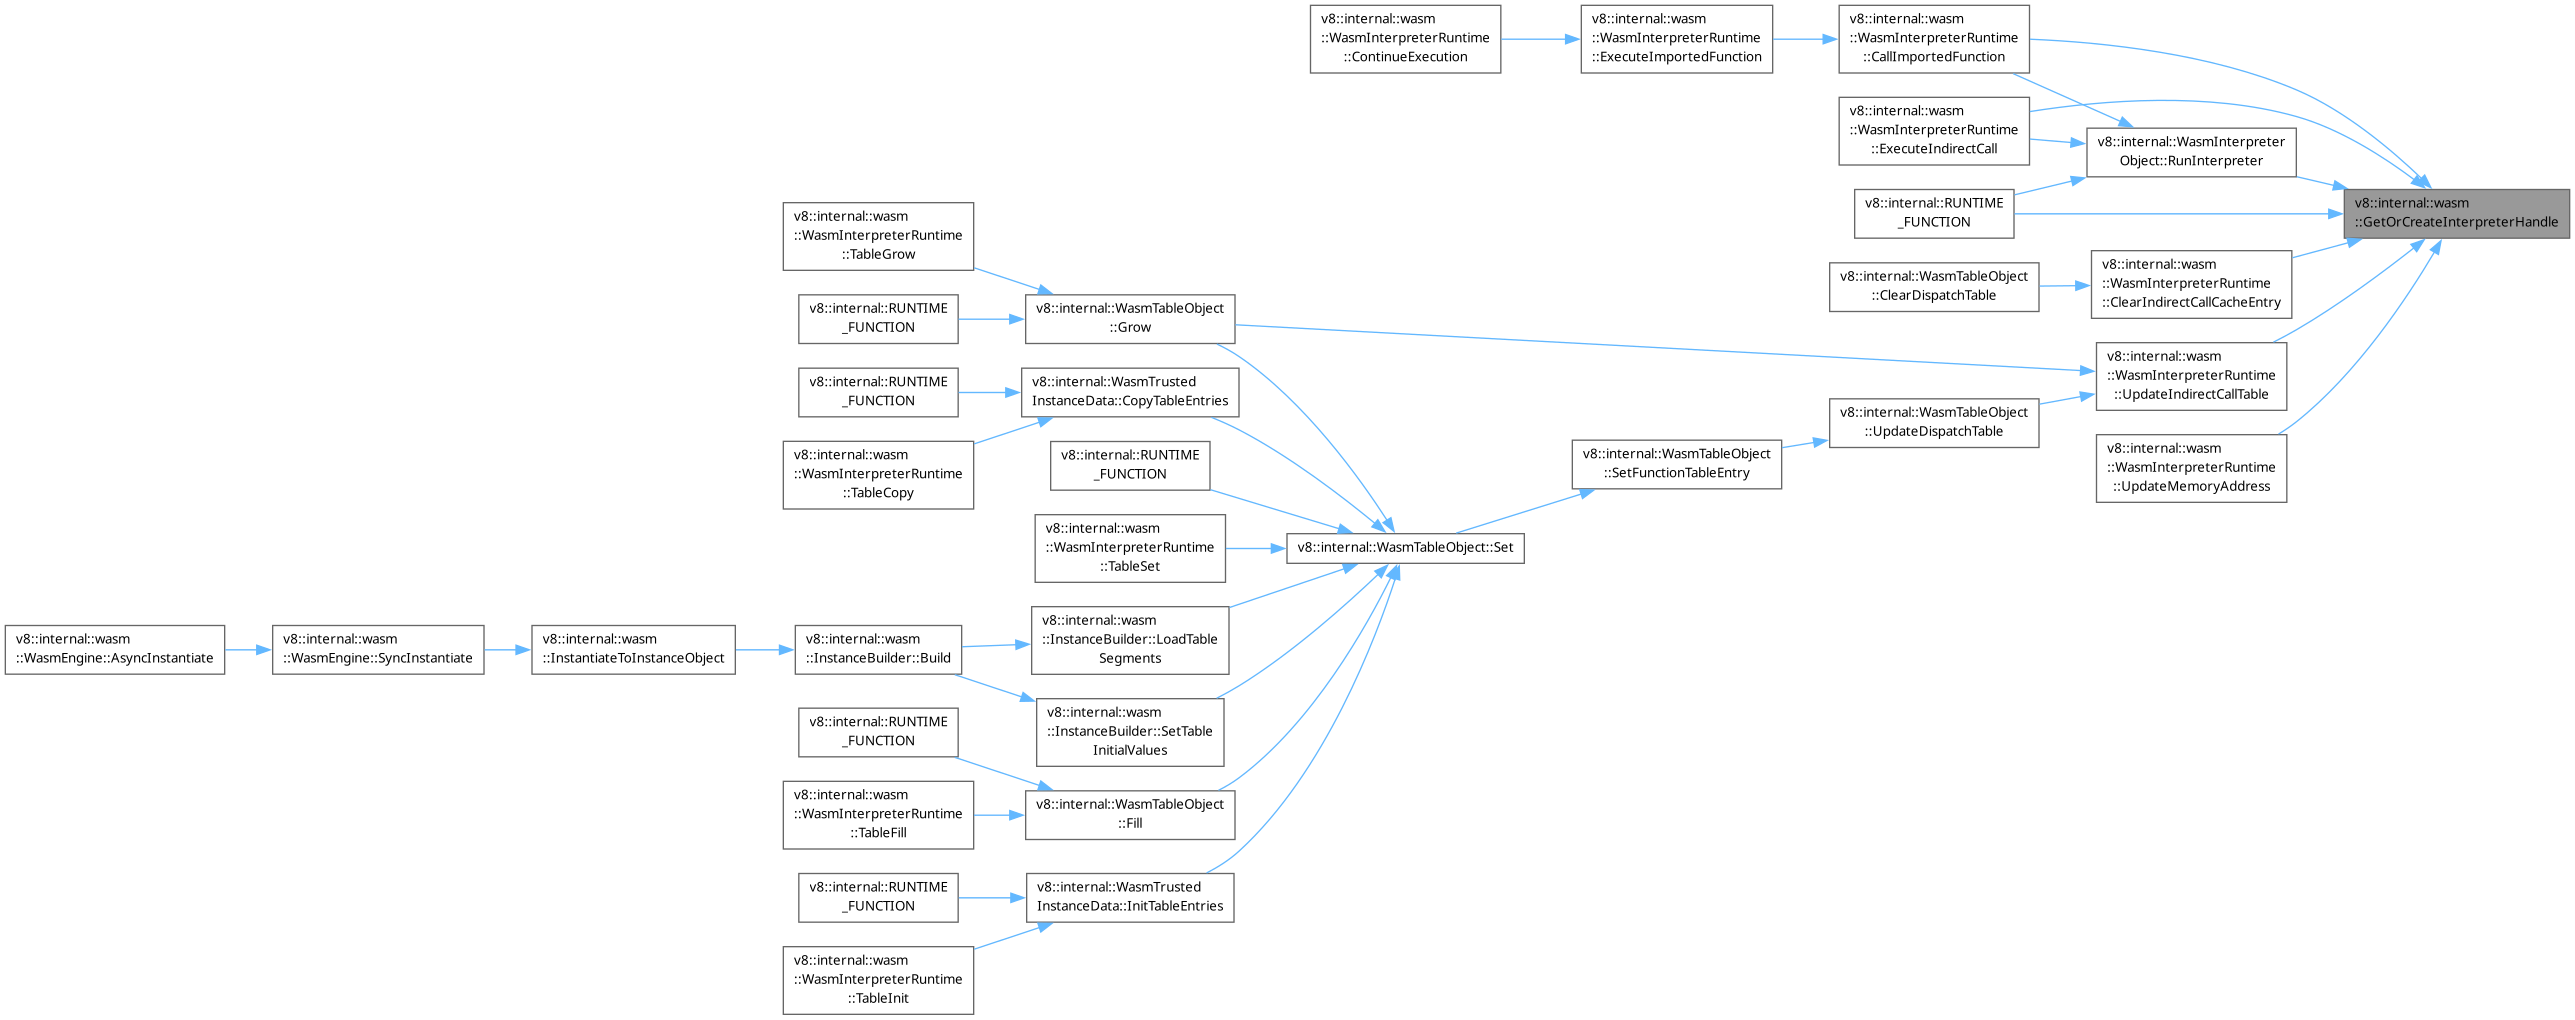 v8::internal::wasm
::WasmInterpreterRuntime
::ContinueExecution
v8::internal::wasm
::WasmInterpreterRuntime
::ExecuteImportedFunction
v8::internal::wasm
::WasmInterpreterRuntime
::CallImportedFunction
v8::internal::wasm
::WasmInterpreterRuntime
::ExecuteIndirectCall
v8::internal::WasmInterpreter
Object::RunInterpreter
v8::internal::RUNTIME
_FUNCTION
v8::internal::wasm
::GetOrCreateInterpreterHandle
v8::internal::wasm
::WasmInterpreterRuntime
::TableGrow
v8::internal::WasmTableObject
::ClearDispatchTable
v8::internal::wasm
::WasmInterpreterRuntime
::ClearIndirectCallCacheEntry
v8::internal::RUNTIME
_FUNCTION
v8::internal::WasmTableObject
::Grow
v8::internal::wasm
::WasmInterpreterRuntime
::UpdateIndirectCallTable
v8::internal::RUNTIME
_FUNCTION
v8::internal::WasmTrusted
InstanceData::CopyTableEntries
v8::internal::WasmTableObject
::UpdateDispatchTable
v8::internal::wasm
::WasmInterpreterRuntime
::TableCopy
v8::internal::RUNTIME
_FUNCTION
v8::internal::WasmTableObject
::SetFunctionTableEntry
v8::internal::wasm
::WasmInterpreterRuntime
::UpdateMemoryAddress
v8::internal::wasm
::WasmInterpreterRuntime
::TableSet
v8::internal::WasmTableObject::Set
v8::internal::wasm
::WasmEngine::AsyncInstantiate
v8::internal::wasm
::WasmEngine::SyncInstantiate
v8::internal::wasm
::InstantiateToInstanceObject
v8::internal::wasm
::InstanceBuilder::Build
v8::internal::wasm
::InstanceBuilder::LoadTable
Segments
v8::internal::wasm
::InstanceBuilder::SetTable
InitialValues
v8::internal::RUNTIME
_FUNCTION
v8::internal::wasm
::WasmInterpreterRuntime
::TableFill
v8::internal::WasmTableObject
::Fill
v8::internal::RUNTIME
_FUNCTION
v8::internal::WasmTrusted
InstanceData::InitTableEntries
v8::internal::wasm
::WasmInterpreterRuntime
::TableInit